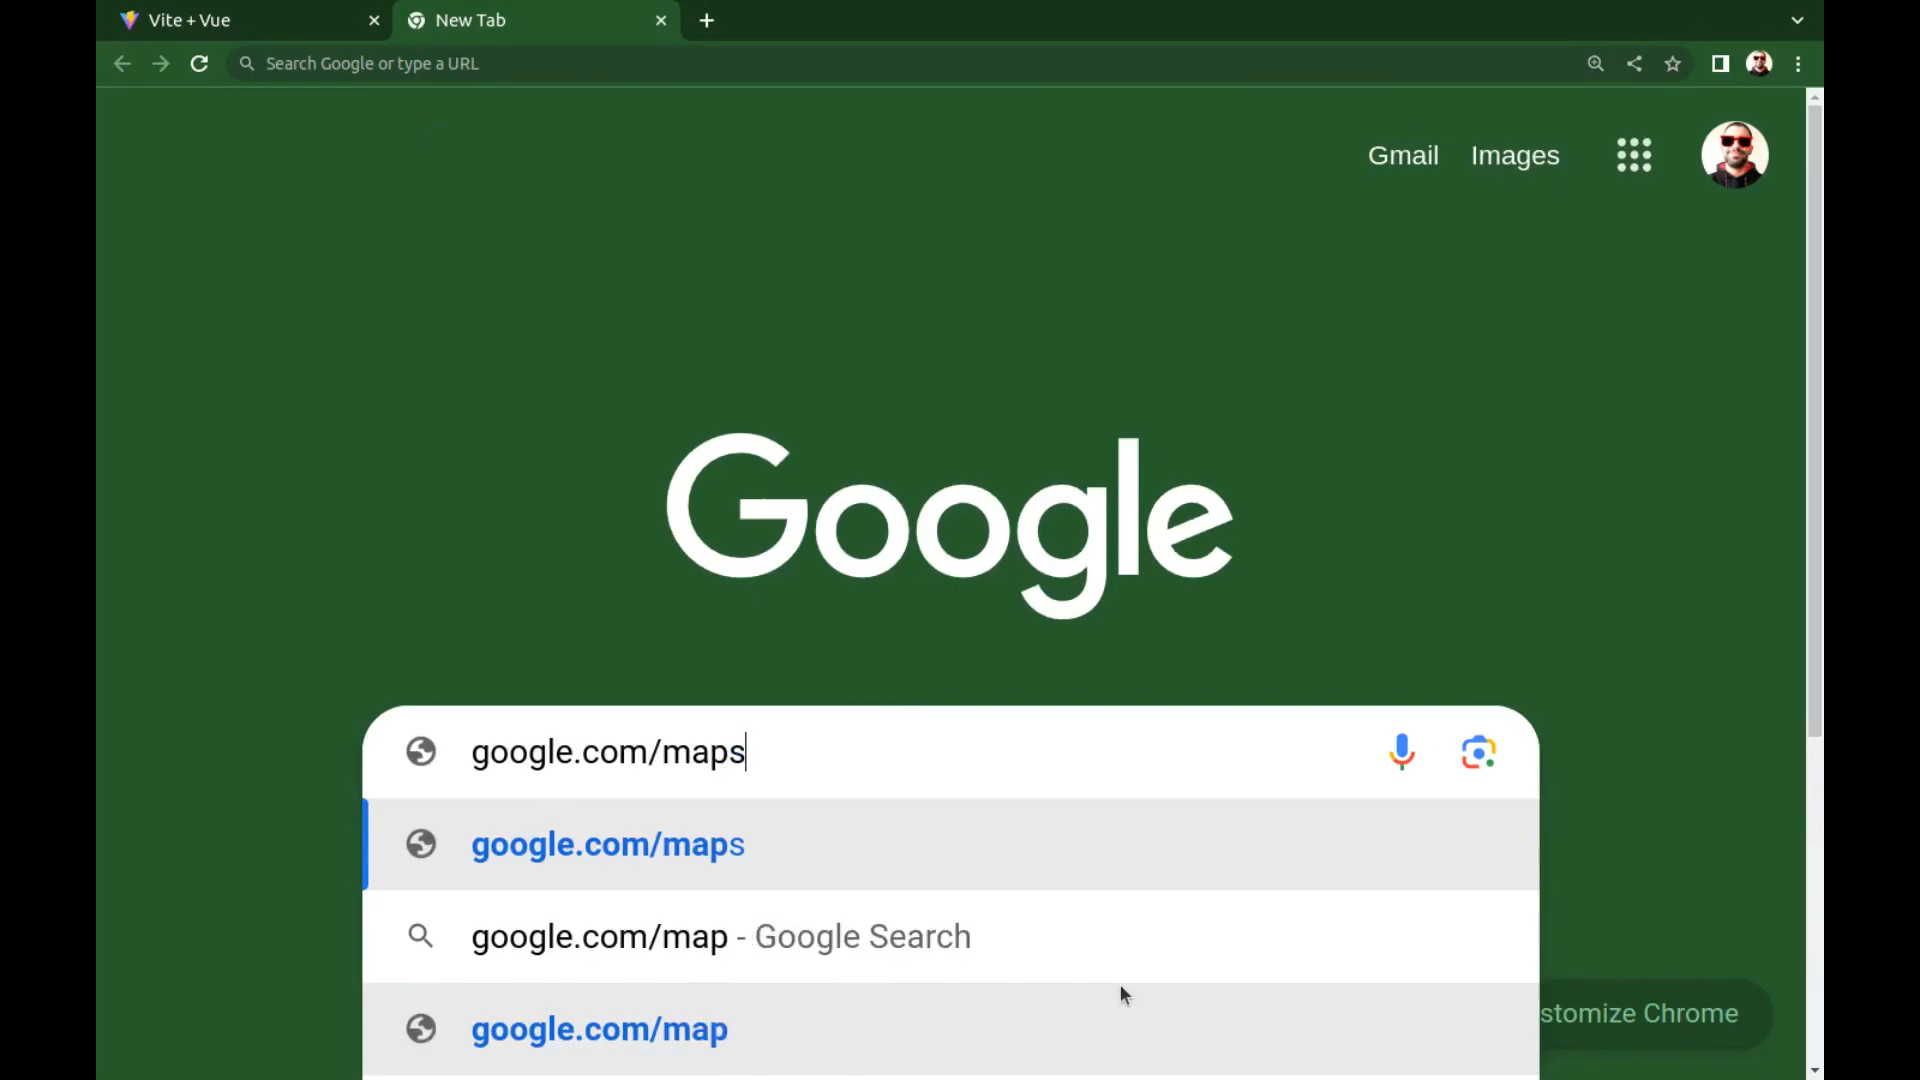 Vite + Vue
New Tab
Search Google or type a URL
Gmail
Images
Google
google.com/maps
google.com/maps
google.com/map - Google Search
google.com/map
stomize Chrome